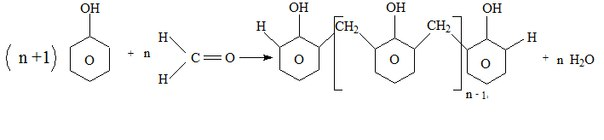 OH OH OH OH
(n+1) O + n H H C = O H O CH2 O CH2 O H n - 1 + n H2O